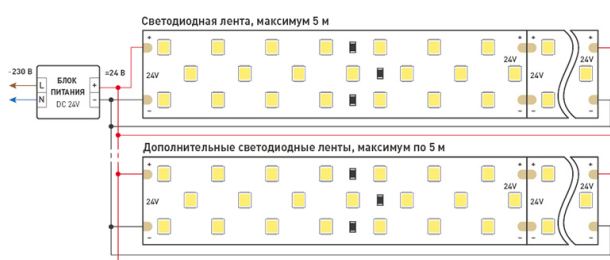 Светодиодная лента, максимум 5 м
~230 В
=24 В
БЛОК
ПИТАНИЯ
DC 24V
L
N
+
−
+
24V
−
24V
+
−
24V
+
−
Дополнительные светодиодные ленты, максимум по 5 м
+
24V
−
24V
+
−
24V
+
−